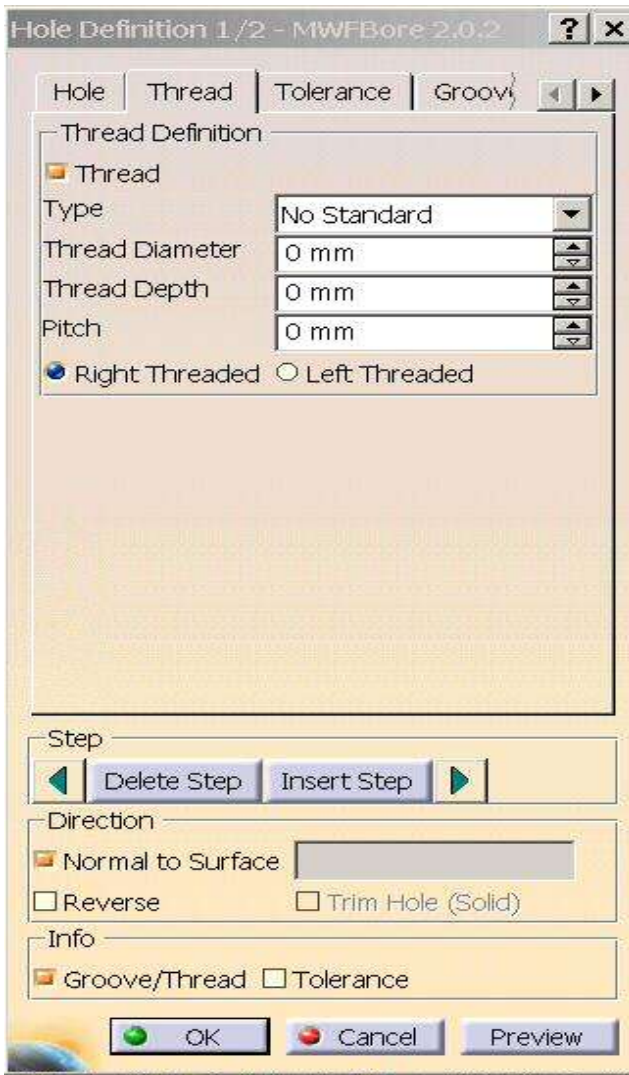 Hole Definition 1/2 - MWFBore 2.0.2 ? ×
Hole Thread Tolerance Groov
Thread Definition
Thread
Type No Standard
Thread Diameter 0 mm
Thread Depth 0 mm
Pitch 0 mm
Right Threaded Left Threaded
Step
Delete Step Insert Step
Direction
Normal to Surface
Reverse Trim Hole (Solid)
Info
Groove/Thread Tolerance
OK Cancel Preview